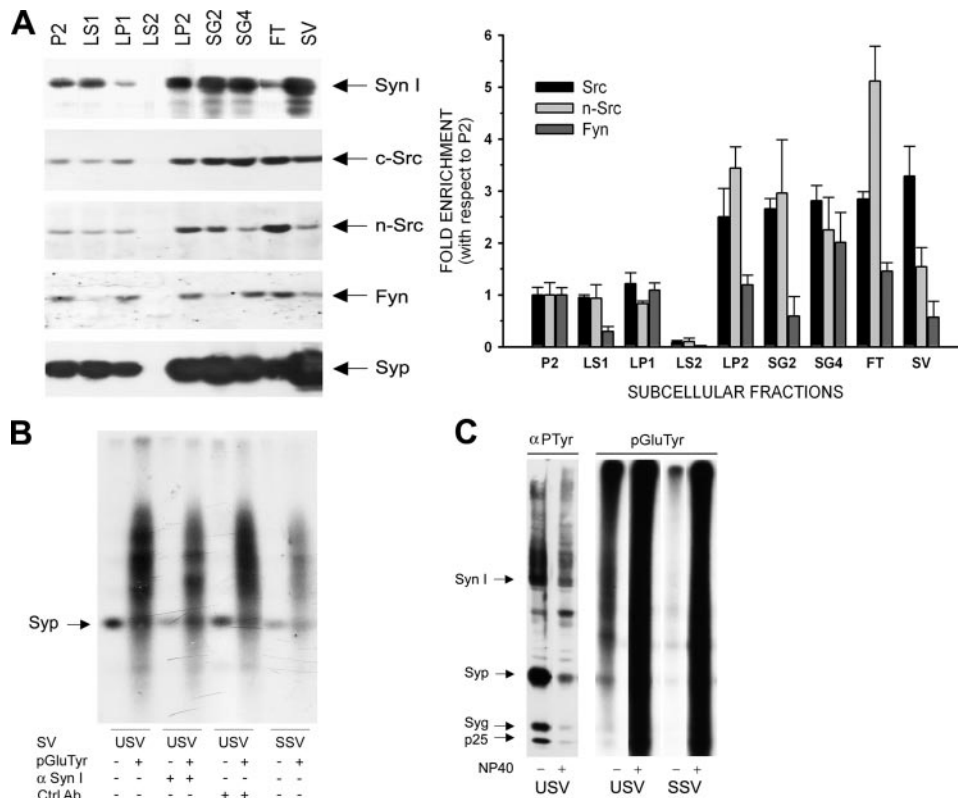 A
P2 LS1 LP1 LS2 LP2 SG2 SG4 FT SV
Syn I
c-Src
n-Src
Fyn
Syp
FOLD ENRICHMENT
(with respect to P2)
6
5
4
3
2
1
0
Src
n-Src
Fyn
P2 LS1 LP1 LS2 LP2 SG2 SG4 FT SV
SUBCELLULAR FRACTIONS
B
Syp
SV USV USV USV SSV
pGluTyr - + - + - + - +
α Syn I - - + + - - - -
Ctrl Ab - - - - + + - -
C
α PTyr pGluTyr
Syn I
Syp
Syg
p25
NP40 - + - + - +
USV USV SSV